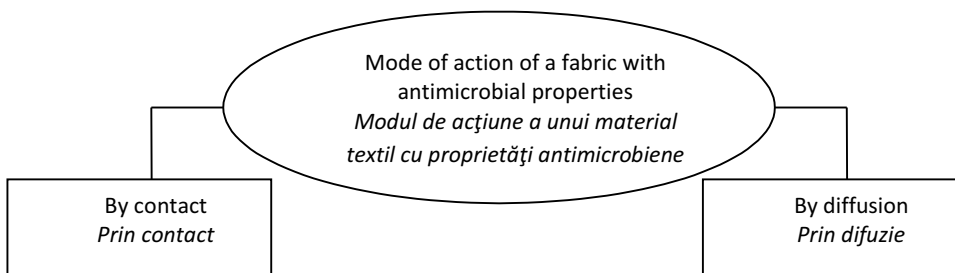 Mode of action of a fabric with
antimicrobial properties
Modul de acţiune a unui material
textil cu proprietăţi antimicrobiene
By contact
Prin contact
By diffusion
Prin difuzie